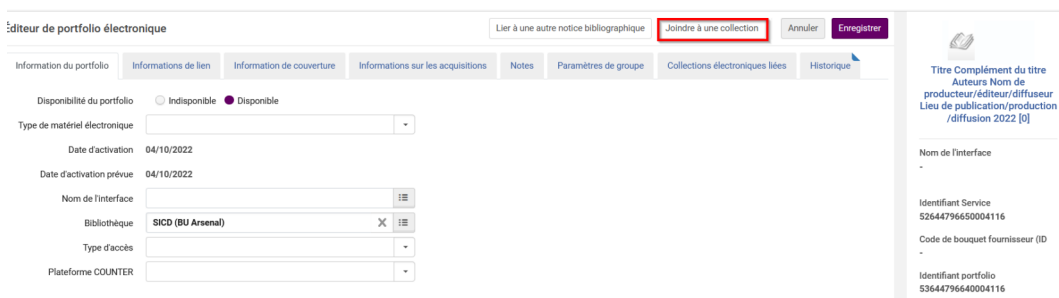 Éditeur de portfolio électronique
Lier à une autre notice bibliographique
Joindre à une collection
Annuler
Enregistrer
Information du portfolio
Informations de lien
Information de couverture
Informations sur les acquisitions
Notes
Paramètres de groupe
Collections électroniques liées
Historique
Disponibilité du portfolio
Indisponible
Disponible
Type de matériel électronique
Date d'activation 04/10/2022
Date d'activation prévue 04/10/2022
Nom de l'interface
Bibliothèque SICD (BU Arsenal)
Type d'accès
Plateforme COUNTER
Titre Complément du titre
Auteurs Nom de
producteur/éditeur/diffuseur
Lieu de publication/production
/diffusion 2022 [0]
Nom de l'interface
-
Identifiant Service
52644796650004116
Code de bouquet fournisseur (ID
-
Identifiant portfolio
53644796640004116